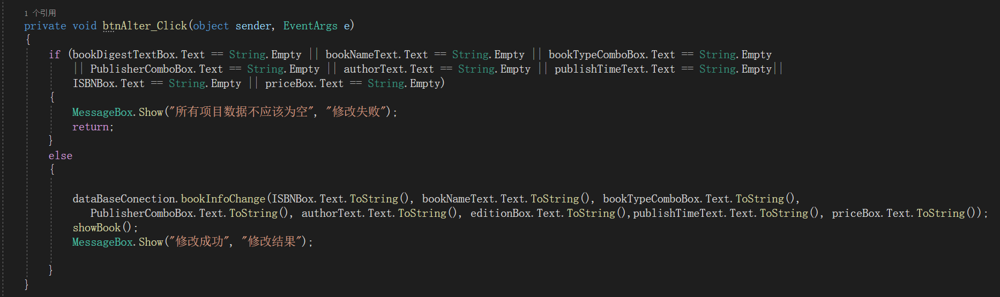 1 个引用
private void btnAlter_Click(object sender, EventArgs e)
{
if (bookDigestTextBox.Text == String.Empty || bookNameText.Text == String.Empty || bookTypeComboBox.Text == String.Empty
|| PublisherComboBox.Text == String.Empty || authorText.Text == String.Empty || publishTimeText.Text == String.Empty||
ISBNBox.Text == String.Empty || priceBox.Text == String.Empty)
{
MessageBox.Show("所有项目数据不应该为空", "修改失败");
return;
}
else
{
dataBaseConection.bookInfoChange(ISBNBox.Text.ToString(), bookNameText.Text.ToString(), bookTypeComboBox.Text.ToString(),
PublisherComboBox.Text.ToString(), authorText.Text.ToString(), editionBox.Text.ToString(),publishTimeText.Text.ToString(), priceBox.Text.ToString());
showBook();
MessageBox.Show("修改成功", "修改结果");
}
}